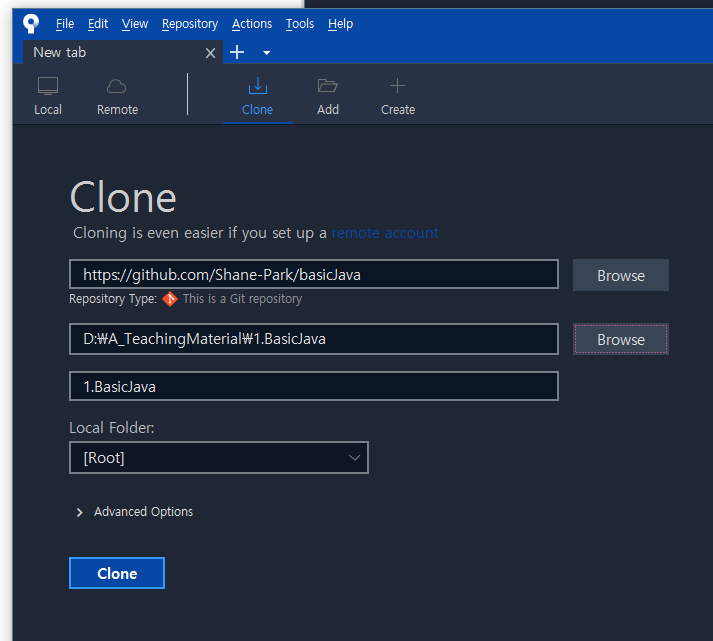 File Edit View Repository Actions Tools Help
New tab
Local Remote Clone Add Create
Clone
Cloning is even easier if you set up a remote account
https://github.com/Shane-Park/basicJava Browse
Repository Type: This is a Git repository
D:₩A_TeachingMaterial₩1.BasicJava Browse
1.BasicJava
Local Folder:
[Root]
Advanced Options
Clone